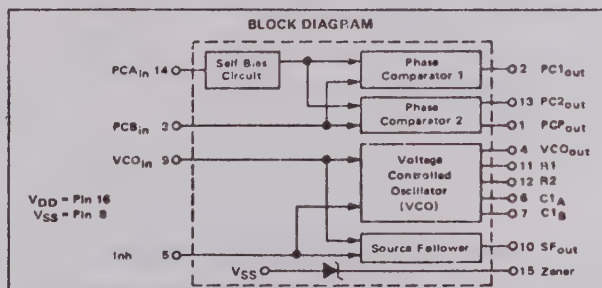 BLOCK DIAGRAM
PCAin 14
Self Bias
Circuit
Phase
Comparator 1
2 PC1out
PCBin 3
Phase
Comparator 2
13 PC2out
1 PCPout
VCOin 9
Voltage
Controlled
Oscillator
(VCO)
4 VCOout
11 R1
12 R2
6 C1A
7 C1B
VDD = Pin 16
VSS = Pin 8
Inh 5
Source Follower
10 SFout
VSS
15 Zener